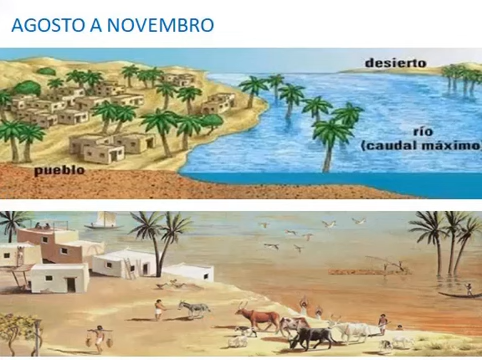 AGOSTO A NOVEMBRO
desierto
río
(caudal máximo)
pueblo